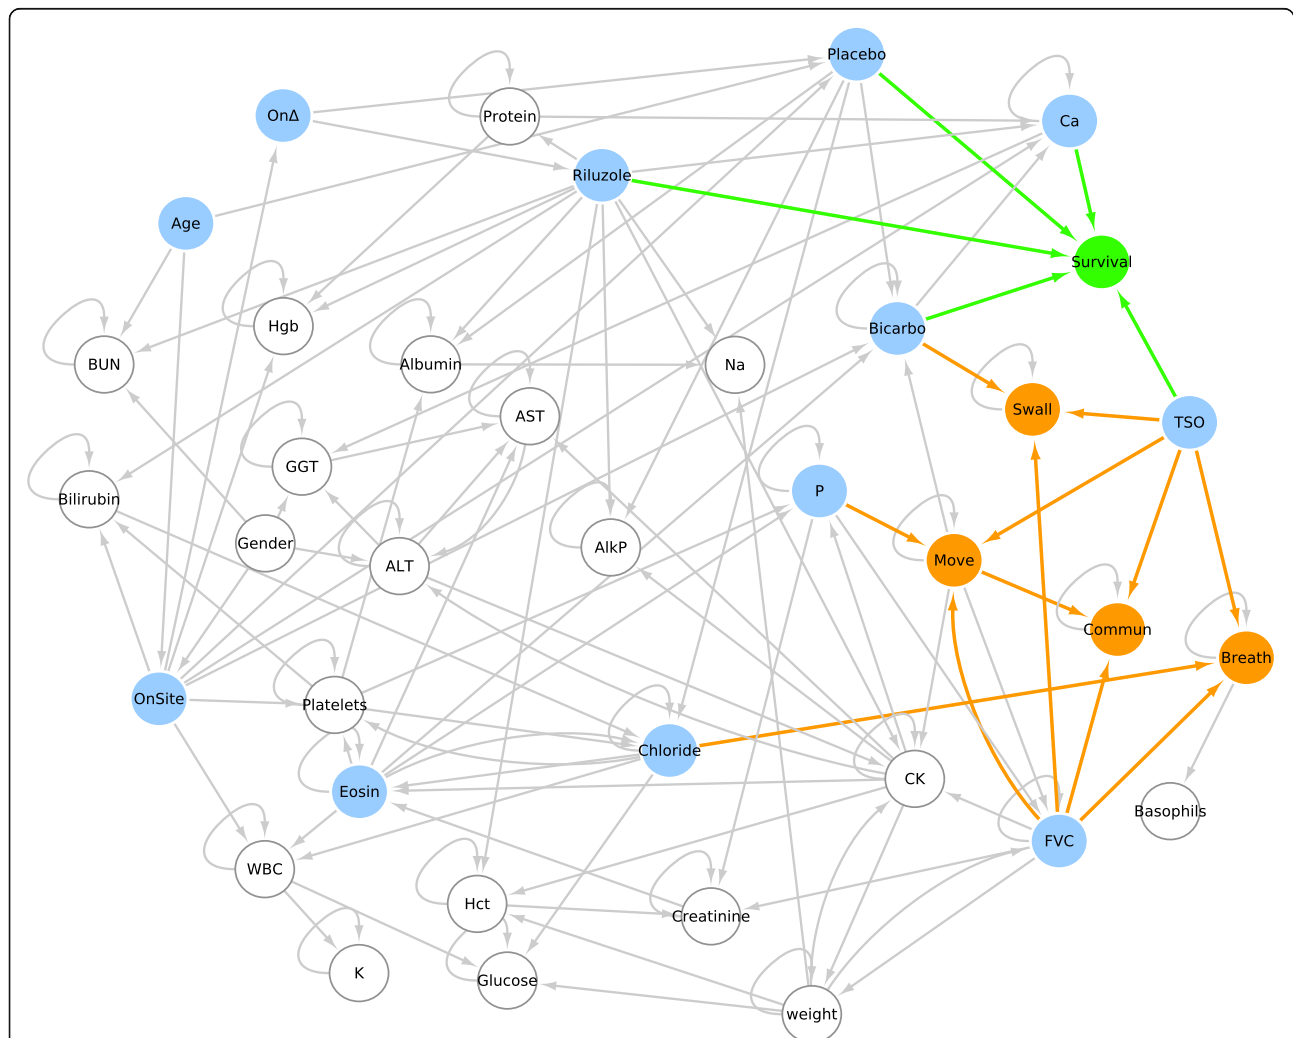 Placebo
OnΔ
Protein
Ca
Riluzole
Age
Survival
Hgb
Bicarbo
BUN
Albumin
Na
Swall
AST
TSO
GGT
Bilirubin
P
Gender
AlkP
ALT
Move
Commun
Breath
OnSite
Platelets
Chloride
CK
Eosin
Basophils
FVC
WBC
Hct
Creatinine
K
Glucose
weight